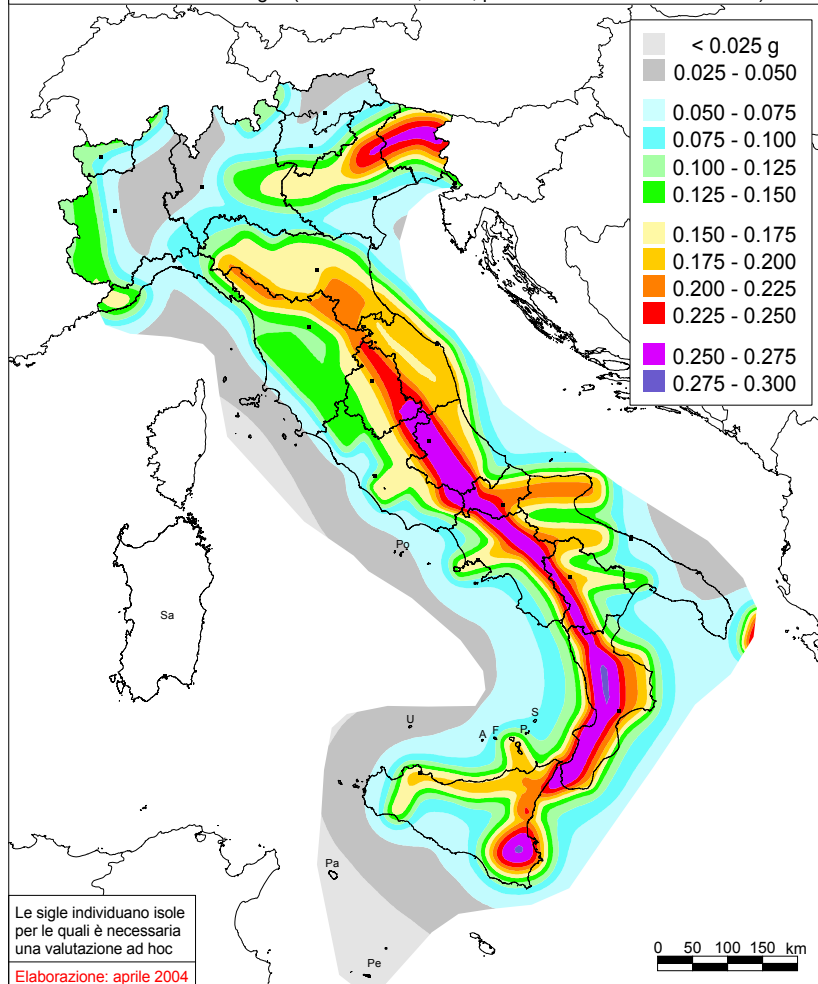 < 0.025 g
0.025 - 0.050
0.050 - 0.075
0.075 - 0.100
0.100 - 0.125
0.125 - 0.150
0.150 - 0.175
0.175 - 0.200
0.200 - 0.225
0.225 - 0.250
0.250 - 0.275
0.275 - 0.300
Po
Sa
U
A
F
P
S
Pa
Pe
Le sigle individuano isole
per le quali è necessaria
una valutazione ad hoc
Elaborazione: aprile 2004
0 50 100 150 km